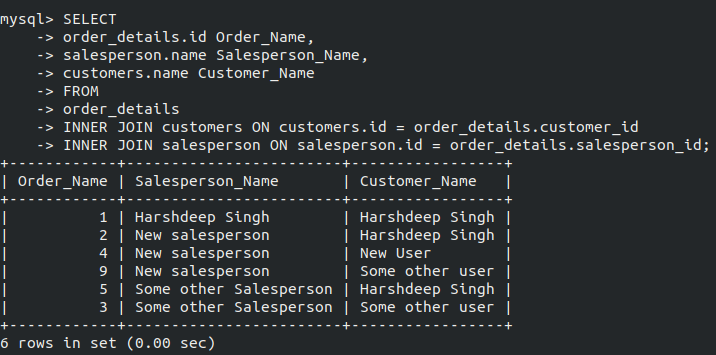 mysql> SELECT
    -> order_details.id Order_Name,
    -> salesperson.name Salesperson_Name,
    -> customers.name Customer_Name
    -> FROM
    -> order_details
    -> INNER JOIN customers ON customers.id = order_details.customer_id
    -> INNER JOIN salesperson ON salesperson.id = order_details.salesperson_id;
+------------+------------------------+-----------------+
| Order_Name | Salesperson_Name       | Customer_Name   |
+------------+------------------------+-----------------+
|          1 | Harshdeep Singh        | Harshdeep Singh |
|          2 | New salesperson        | Harshdeep Singh |
|          4 | New salesperson        | New User        |
|          9 | New salesperson        | Some other user |
|          5 | Some other Salesperson | Harshdeep Singh |
|          3 | Some other Salesperson | Some other user |
+------------+------------------------+-----------------+
6 rows in set (0.00 sec)